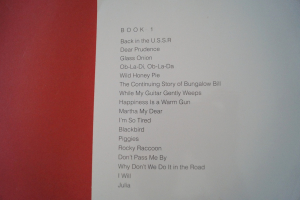 BOOK 1
Back in the U.S.S.R
Dear Prudence
Glass Onion
Ob-La-Di, Ob-La-Da
Wild Honey Pie
The Continuing Story of Bungalow Bill
While My Guitar Gently Weeps
Happiness is a Warm Gun
Martha My Dear
I'm So Tired
Blackbird
Piggies
Rocky Raccoon
Don't Pass Me By
Why Don't We Do It in the Road
I Will
Julia